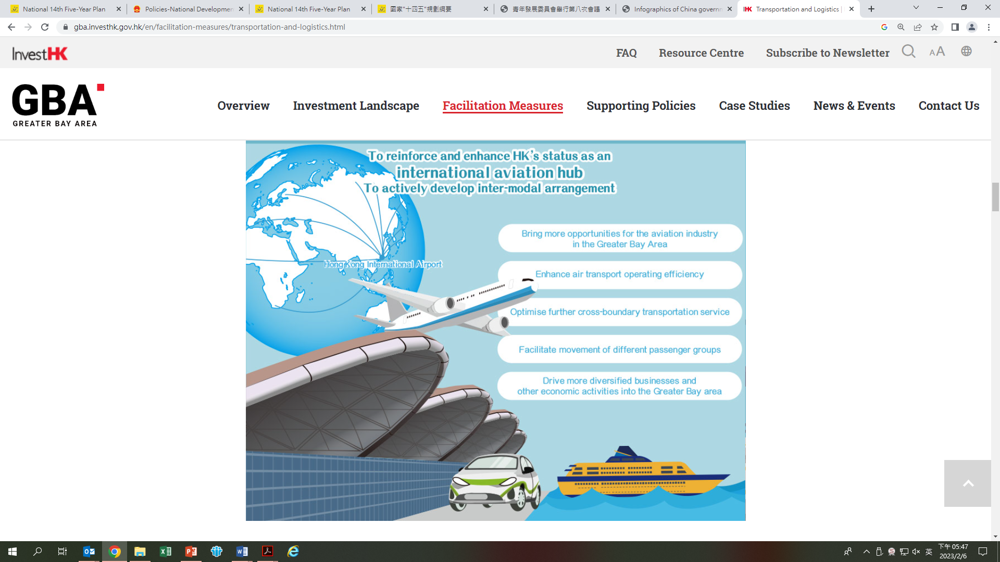 National 14th Five-Year Plan
Policies-National Developmen
National 14th Five-Year Plan
國家"十四五"規劃綱要
青年發展委員會舉行第八次會議
Infographics of China governm
Transportation and Logistics |
gba.investhk.gov.hk/en/facilitation-measures/transportation-and-logistics.html
InvestHK
FAQ
Resource Centre
Subscribe to Newsletter
AA
GBA
GREATER BAY AREA
Overview
Investment Landscape
Facilitation Measures
Supporting Policies
Case Studies
News & Events
Contact Us
To reinforce and enhance HK's status as an
international aviation hub
To actively develop inter-modal arrangement
Hong Kong International Airport
Bring more opportunities for the aviation industry
in the Greater Bay Area
Enhance air transport operating efficiency
Optimise further cross-boundary transportation service
Facilitate movement of different passenger groups
Drive more diversified businesses and
other economic activities into the Greater Bay area
英
下午 05:47
2023/2/6